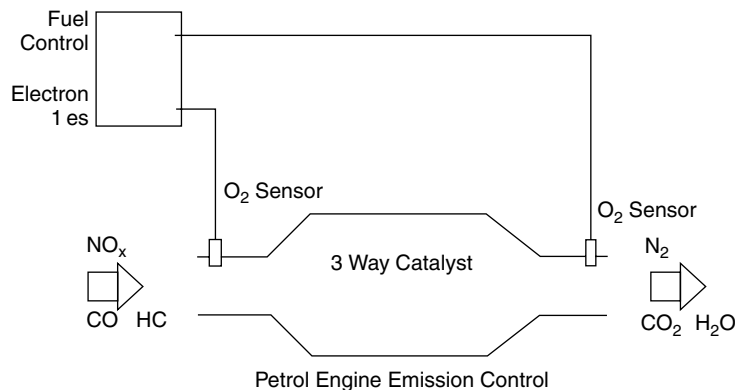 Fuel
Control
Electron
1 es
O₂ Sensor
O₂ Sensor
NOₓ
3 Way Catalyst
N₂
CO HC
CO₂ H₂O
Petrol Engine Emission Control